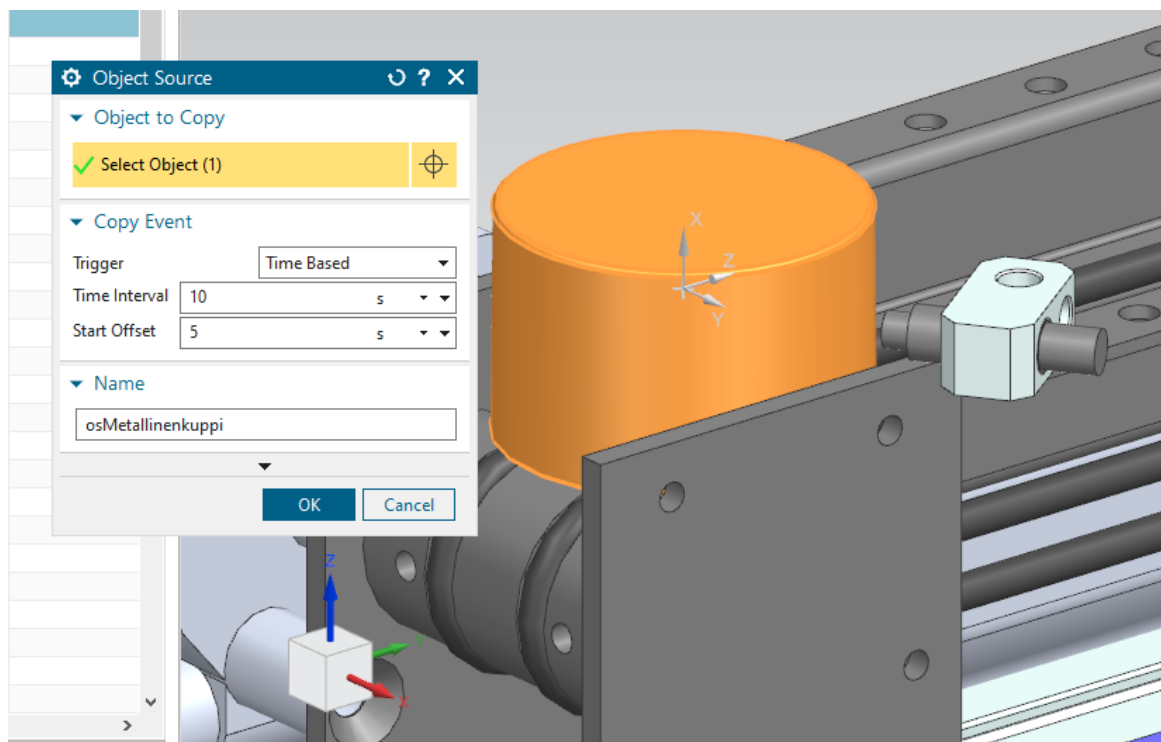 Object Source
Object to Copy
Select Object (1)
Copy Event
Trigger Time Based
Time Interval 10 s
Start Offset 5 s
Name
osMetallinenkuppi
OK Cancel
X
Z
Y
Z
Y
X